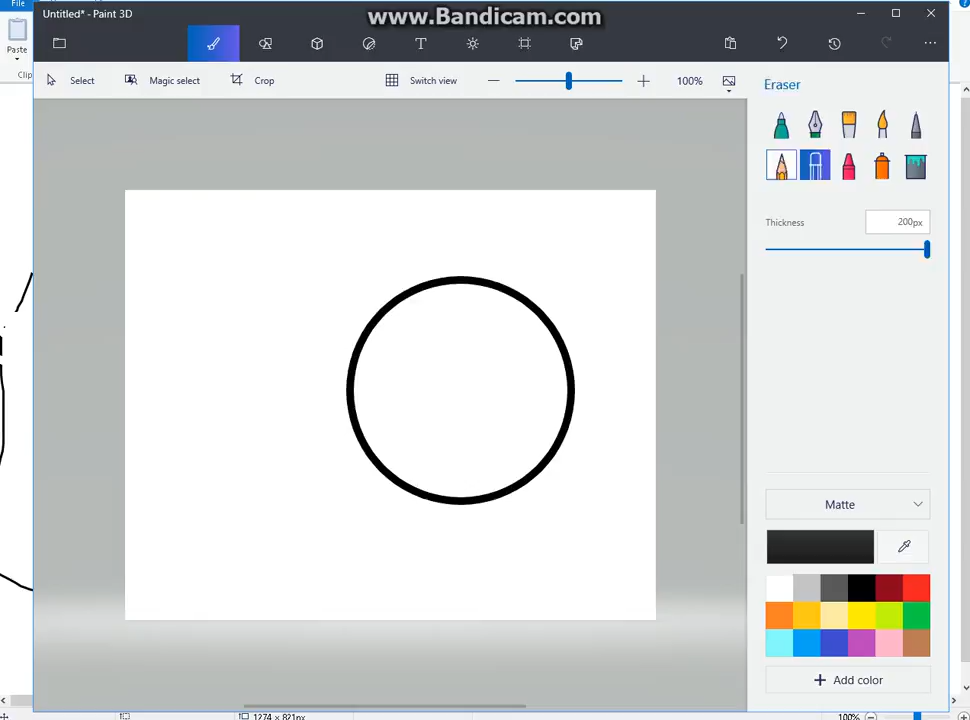 File
Untitled* - Paint 3D
www.Bandicam.com
Paste
Clip
Select
Magic select
Crop
Switch view
100%
Eraser
Thickness
200px
Matte
Add color
1274 × 821px
100%